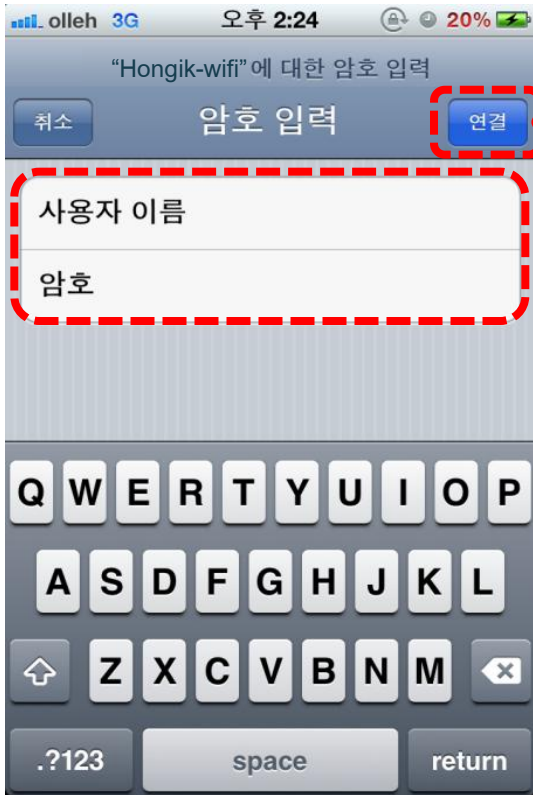 olleh 3G 오후 2:24 20%
“Hongik-wifi”에 대한 암호 입력
취소 암호 입력 연결
사용자 이름
암호
Q W E R T Y U I O P
A S D F G H J K L
Z X C V B N M
.?123 space return